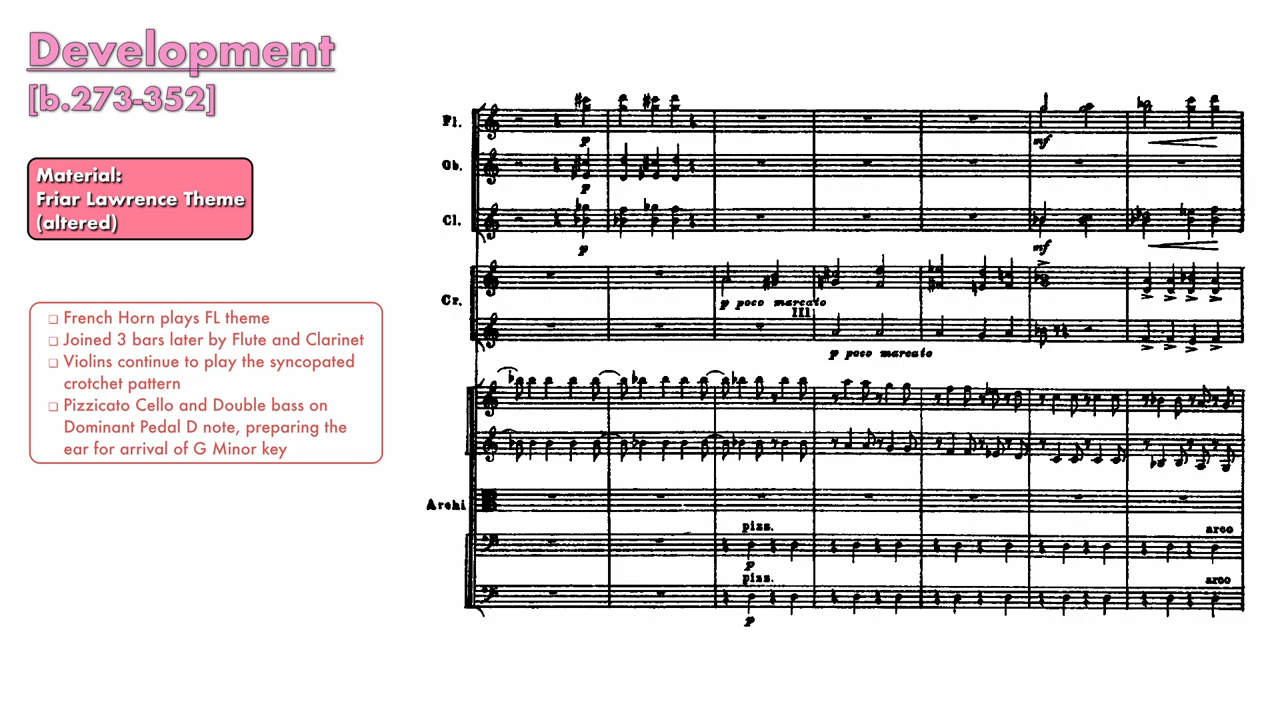 Development
[b.273-352]
Material:
Friar Lawrence Theme
(altered)
❑ French Horn plays FL theme
❑ Joined 3 bars later by Flute and Clarinet
❑ Violins continue to play the syncopated
crotchet pattern
❑ Pizzicato Cello and Double bass on
Dominant Pedal D note, preparing the
ear for arrival of G Minor key
Fl.
p
mf
Ob.
p
Cl.
p
mf
Cr.
p poco marcato
III
p poco marcato
Archi
pizz.
arco
p
pizz.
arco
p